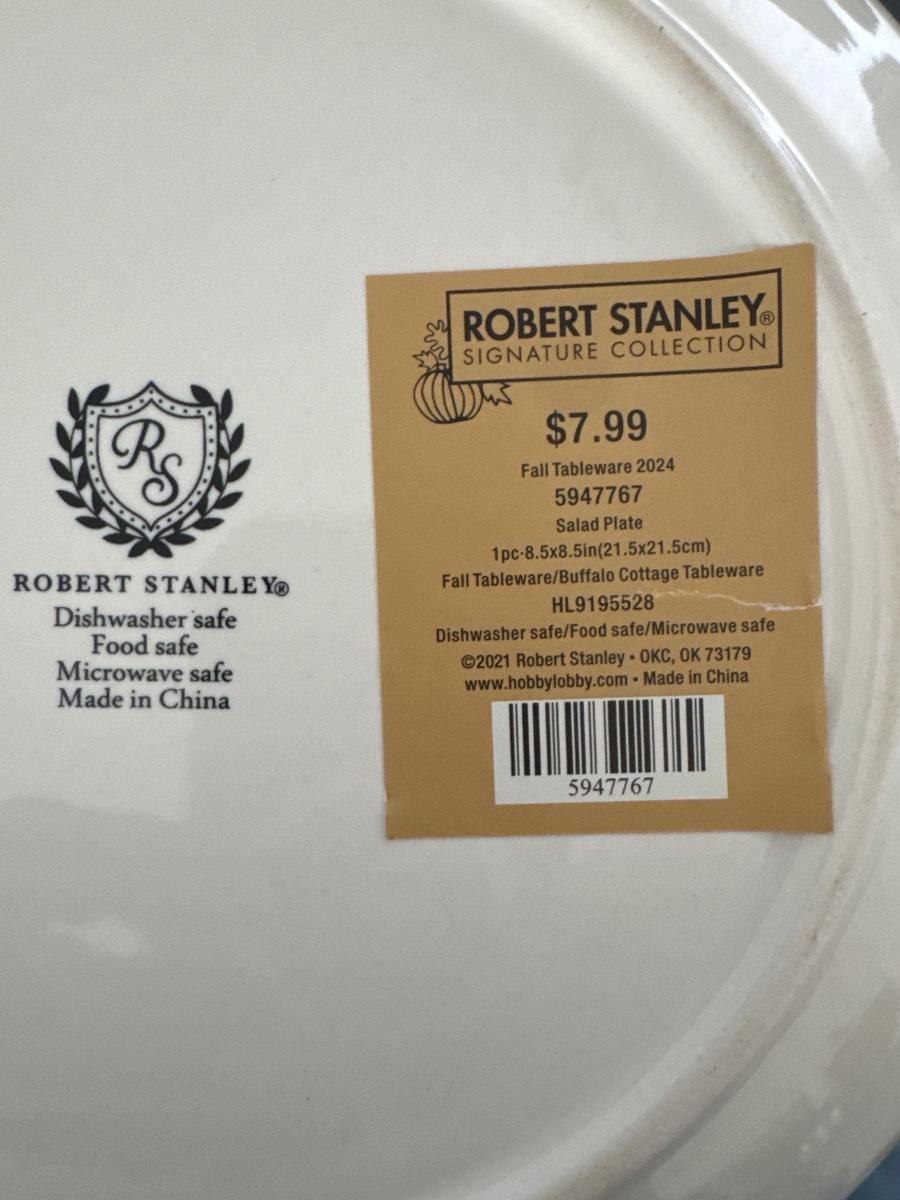 RS
ROBERT STANLEY®
Dishwasher safe
Food safe
Microwave safe
Made in China
ROBERT STANLEY®
SIGNATURE COLLECTION
$7.99
Fall Tableware 2024
5947767
Salad Plate
1pc-8.5x8.5in(21.5x21.5cm)
Fall Tableware/Buffalo Cottage Tableware
HL9195528
Dishwasher safe/Food safe/Microwave safe
©2021 Robert Stanley • OKC, OK 73179
www.hobbylobby.com • Made in China
5947767